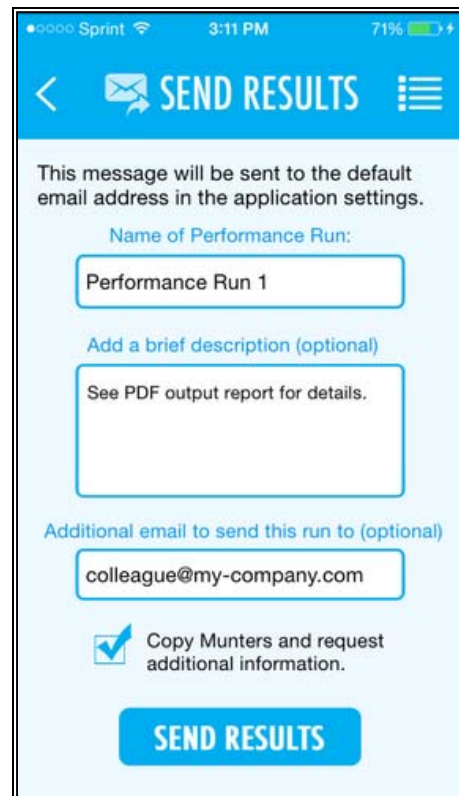 Sprint 3:11 PM 71%
SEND RESULTS
This message will be sent to the default
email address in the application settings.
Name of Performance Run:
Performance Run 1
Add a brief description (optional)
See PDF output report for details.
Additional email to send this run to (optional)
colleague@my-company.com
Copy Munters and request
additional information.
SEND RESULTS